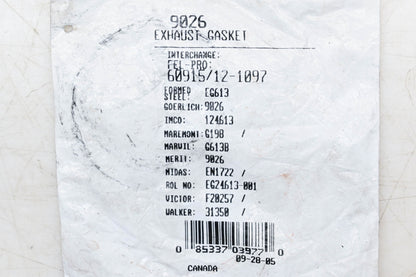 9026
EXHAUST GASKET
INTERCHANGE:
FEL-PRO:
60915/12-1097
FORMED
STEEL: EG613
GOERLICH: 9026
INCO: 124613
MARLMONT: G198 /
MARVIL: G613B
MERIT: 9026
MIDAS: EN1722 /
ROL NO: EG24613-001
VICTOR: F20257 /
WALKER: 31350 /
0 85337 03977 0
09-28-05
CANADA